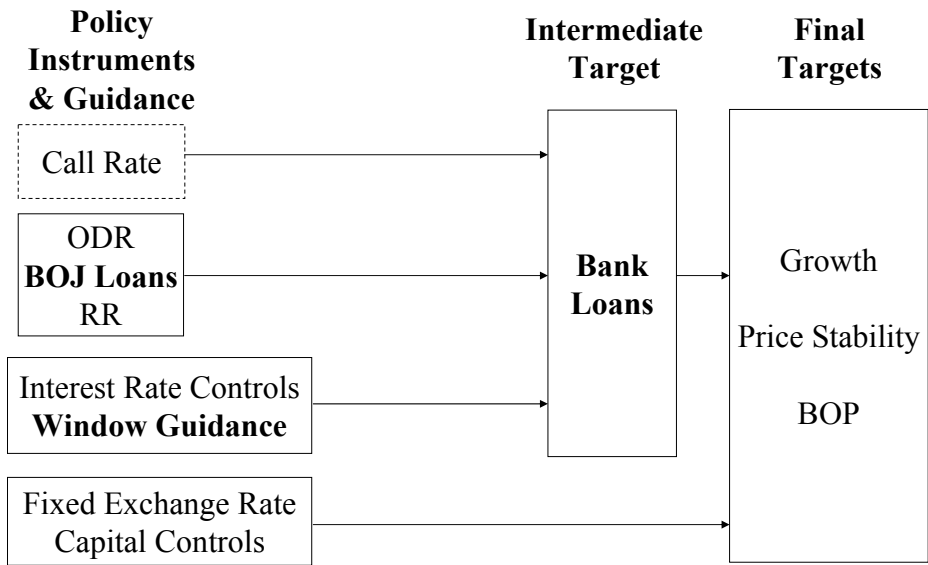 Policy
Instruments
& Guidance
Intermediate
Target
Final
Targets
Call Rate
ODR
BOJ Loans
RR
Interest Rate Controls
Window Guidance
Fixed Exchange Rate
Capital Controls
Bank
Loans
Growth
Price Stability
BOP